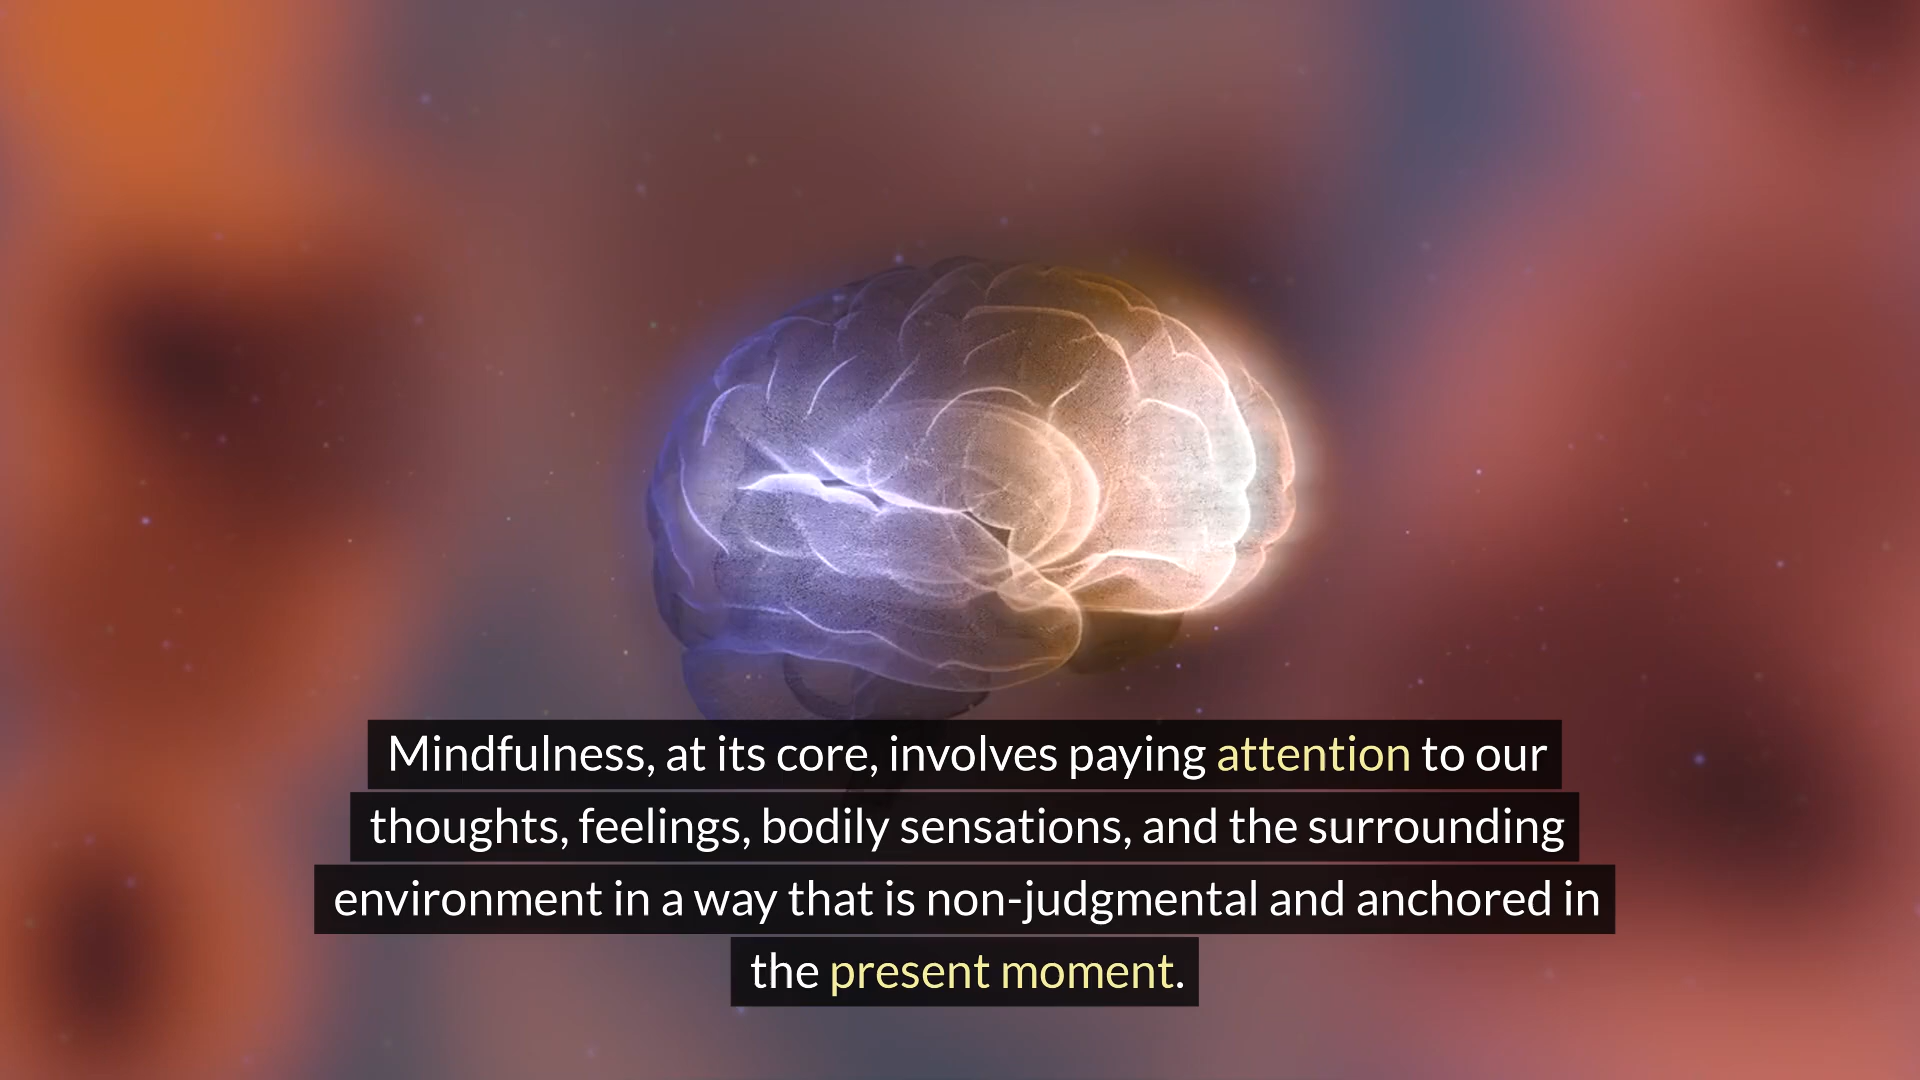 Mindfulness, at its core, involves paying attention to our
thoughts, feelings, bodily sensations, and the surrounding
environment in a way that is non-judgmental and anchored in
the present moment.